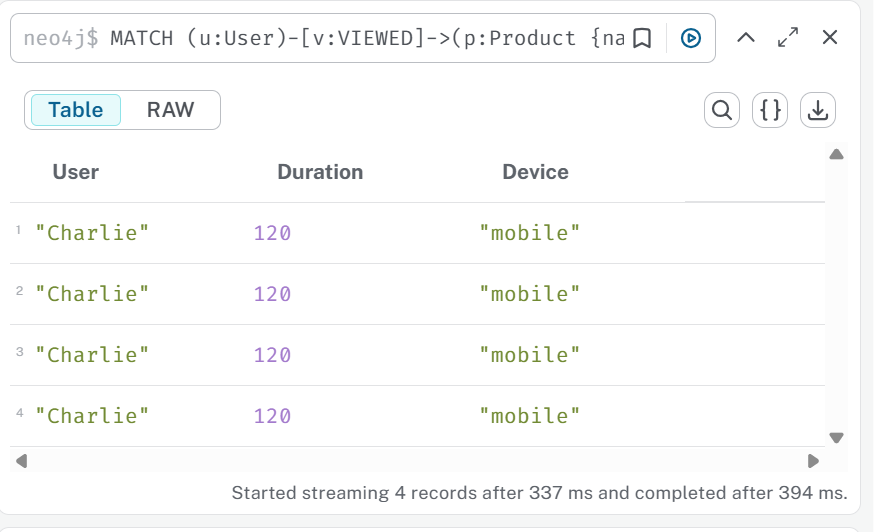 neo4j$ MATCH (u:User)-[v:VIEWED]->(p:Product {na
Table RAW
User Duration Device
1 "Charlie" 120 "mobile"
2 "Charlie" 120 "mobile"
3 "Charlie" 120 "mobile"
4 "Charlie" 120 "mobile"
Started streaming 4 records after 337 ms and completed after 394 ms.